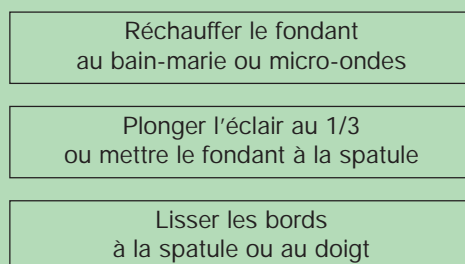 Réchauffer le fondant
au bain-marie ou micro-ondes
Plonger l'éclair au 1/3
ou mettre le fondant à la spatule
Lisser les bords
à la spatule ou au doigt